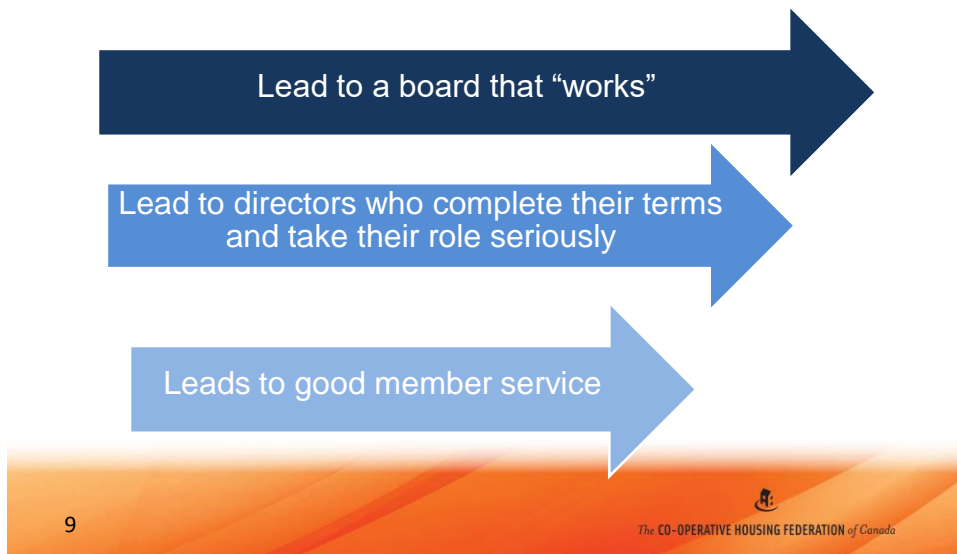 Lead to a board that “works”
Lead to directors who complete their terms
and take their role seriously
Leads to good member service
9
The CO-OPERATIVE HOUSING FEDERATION of Canada